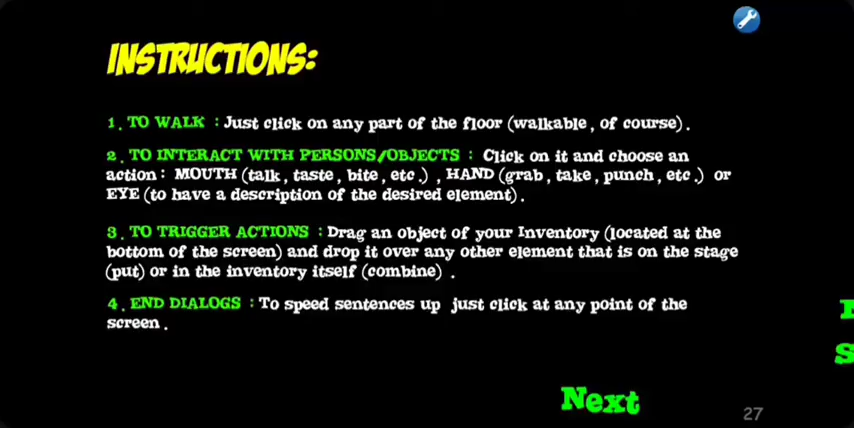 INSTRUCTIONS:
1. TO WALK : Just click on any part of the floor (walkable, of course).
2. TO INTERACT WITH PERSONS/OBJECTS : Click on it and choose an
action: MOUTH (talk, taste, bite, etc.), HAND (grab, take, punch, etc.) or
EYE (to have a description of the desired element).
3. TO TRIGGER ACTIONS : Drag an object of your Inventory (located at the
bottom of the screen) and drop it over any other element that is on the stage
(put) or in the inventory itself (combine) .
4. END DIALOGS : To speed sentences up just click at any point of the
screen.
Next
27